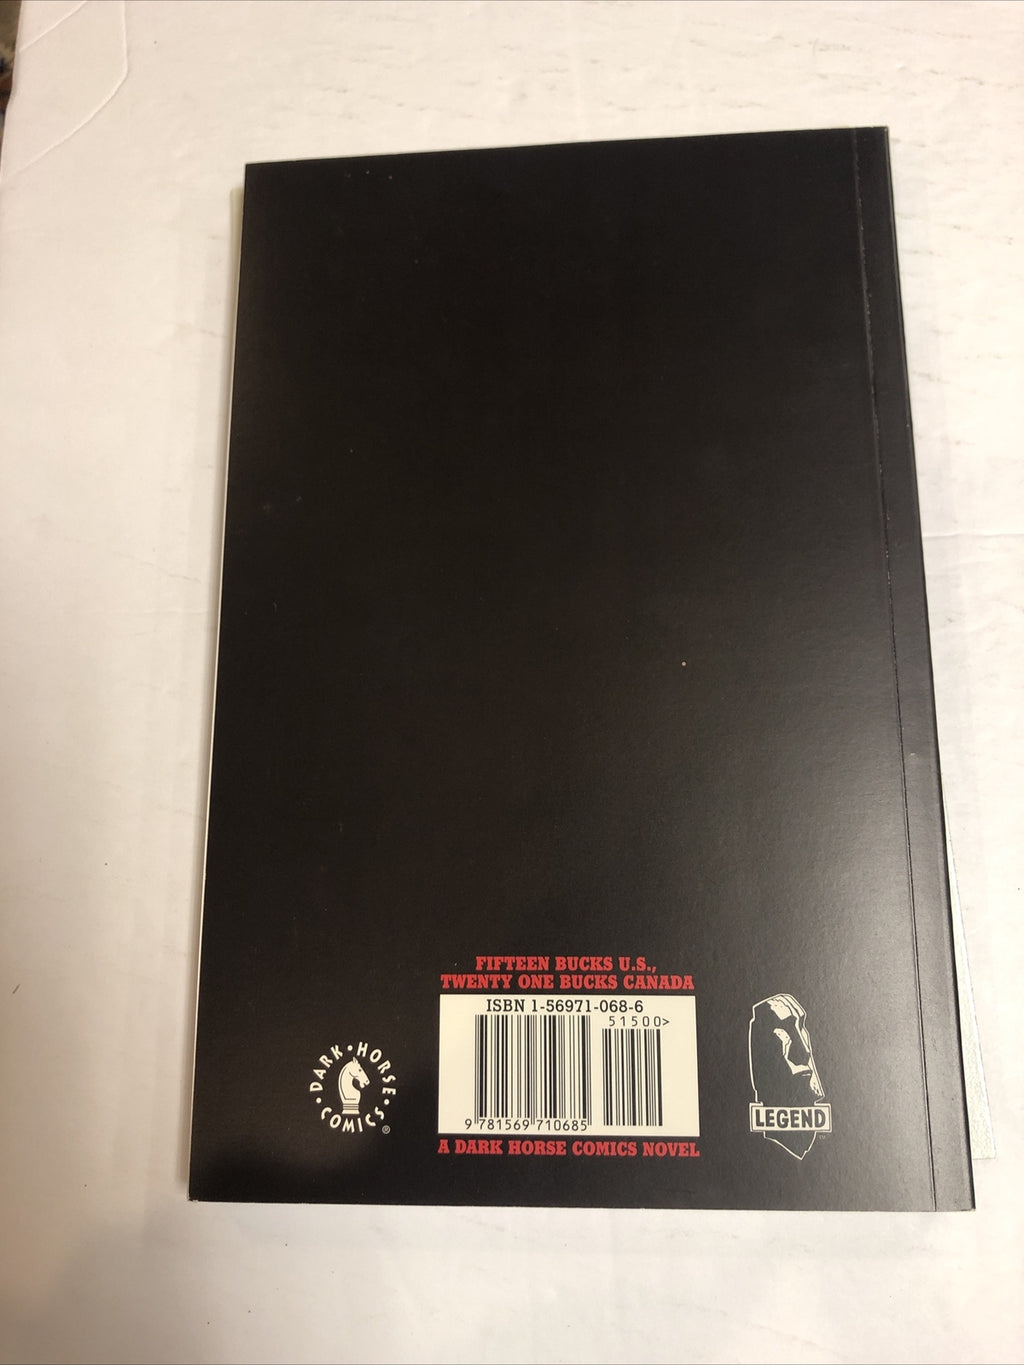 FIFTEEN BUCKS U.S.,
TWENTY ONE BUCKS CANADA
ISBN 1-56971-068-6
51500>
9 781569 710685
A DARK HORSE COMICS NOVEL
DARK • HORSE • COMICS •
®
LEGEND
™